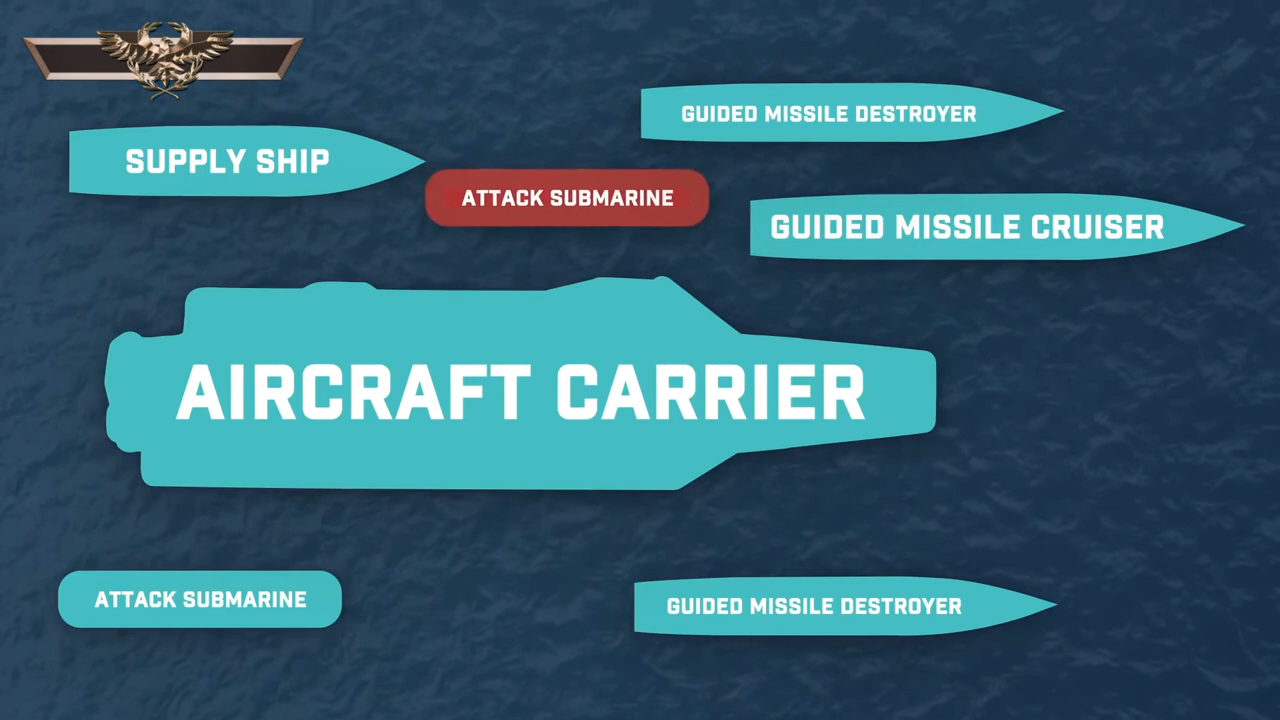 GUIDED MISSILE DESTROYER
SUPPLY SHIP
ATTACK SUBMARINE
GUIDED MISSILE CRUISER
AIRCRAFT CARRIER
ATTACK SUBMARINE
GUIDED MISSILE DESTROYER